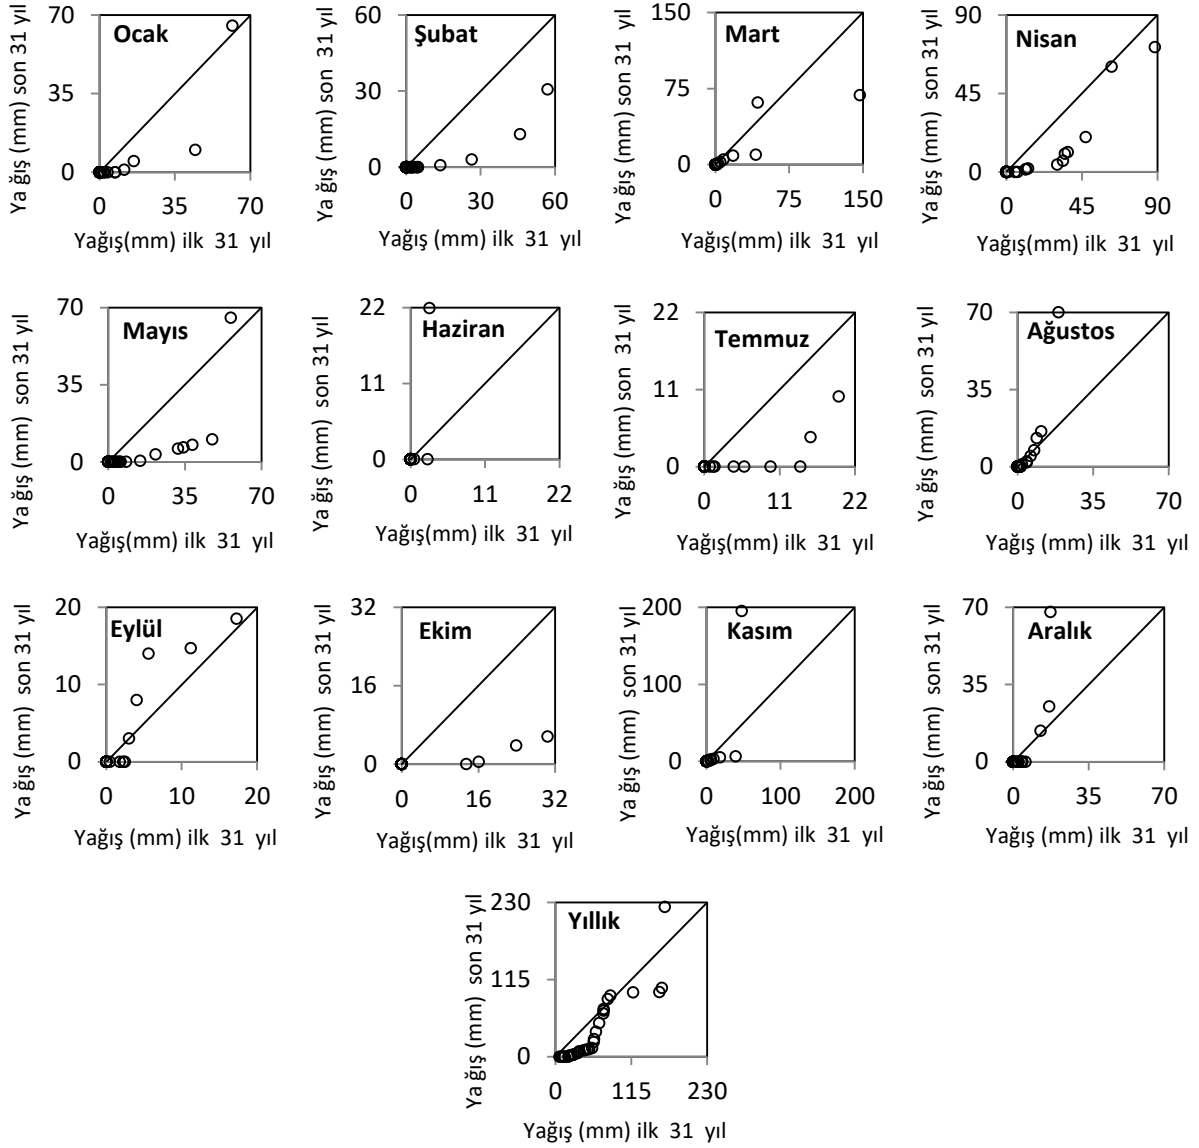 Ocak
Yağış (mm) son 31 yıl
70
35
0
0 35 70
Yağış(mm) ilk 31 yıl
Şubat
Yağış (mm) son 31 yıl
60
30
0
0 30 60
Yağış(mm) ilk 31 yıl
Mart
Yağış (mm) son 31 yıl
150
75
0
0 75 150
Yağış(mm) ilk 31 yıl
Nisan
Yağış (mm) son 31 yıl
90
45
0
0 45 90
Yağış (mm) ilk 31 yıl
Mayıs
Yağış (mm) son 31 yıl
70
35
0
0 35 70
Yağış(mm) ilk 31 yıl
Haziran
Yağış (mm) son 31 yıl
22
11
0
0 11 22
Yağış(mm) ilk 31 yıl
Temmuz
Yağış (mm) son 31 yıl
22
11
0
0 11 22
Yağış(mm) ilk 31 yıl
Ağustos
Yağış (mm) son 31 yıl
70
35
0
0 35 70
Yağış (mm) ilk 31 yıl
Eylül
Yağış (mm) son 31 yıl
20
10
0
0 10 20
Yağış (mm) ilk 31 yıl
Ekim
Yağış (mm) son 31 yıl
32
16
0
0 16 32
Yağış(mm) ilk 31 yıl
Kasım
Yağış (mm) son 31 yıl
200
100
0
0 100 200
Yağış(mm) ilk 31 yıl
Aralık
Yağış (mm) son 31 yıl
70
35
0
0 35 70
Yağış (mm) ilk 31 yıl
Yıllık
Yağış (mm) son 31 yıl
230
115
0
0 115 230
Yağış (mm) ilk 31 yıl